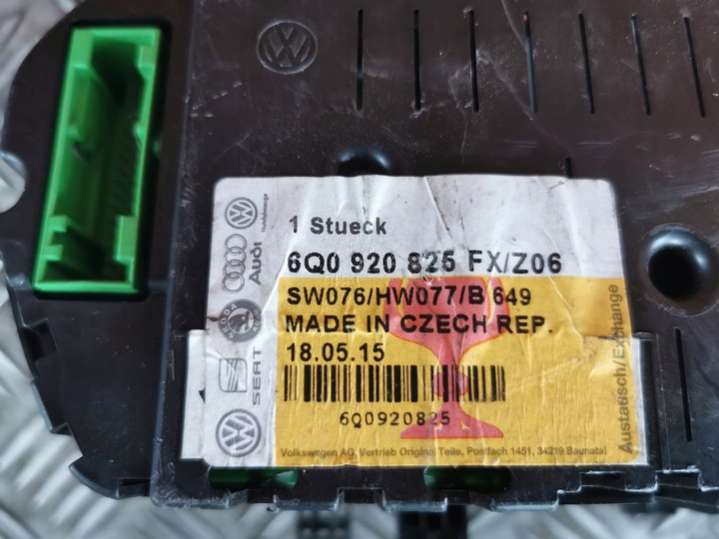 1 Stueck
6Q0 920 825 FX/Z06
SW076/HW077/B 649
MADE IN CZECH REP.
18.05.15
6Q0920825
Volkswagen AG, Vertrieb Original Teile, Postfach 1451, 34219 Baunatal
Austausch/Exchange
Audi
SEAT